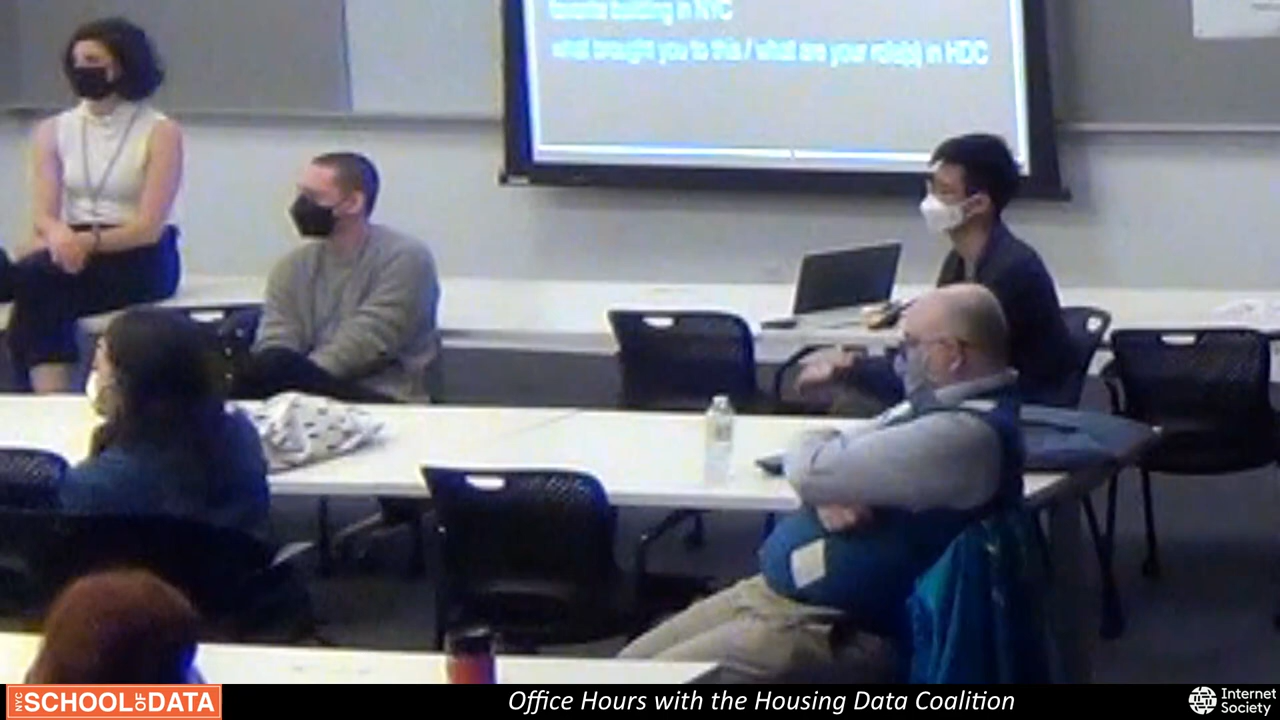 favorite building in NYC
what brought you to this / what are your role(s) in HDC
NYC SCHOOL OF DATA
Office Hours with the Housing Data Coalition
Internet
Society